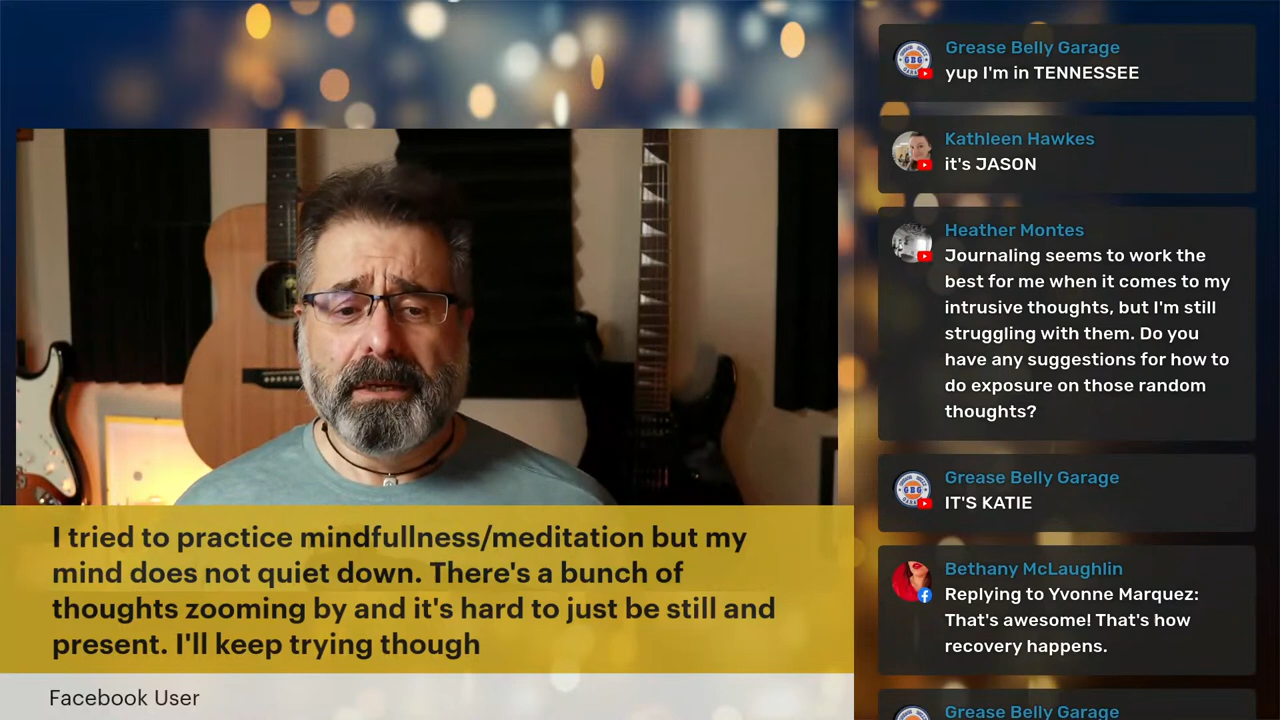 I tried to practice mindfullness/meditation but my
mind does not quiet down. There's a bunch of
thoughts zooming by and it's hard to just be still and
present. I'll keep trying though
Facebook User
Grease Belly Garage
yup I'm in TENNESSEE
Kathleen Hawkes
it's JASON
Heather Montes
Journaling seems to work the
best for me when it comes to my
intrusive thoughts, but I'm still
struggling with them. Do you
have any suggestions for how to
do exposure on those random
thoughts?
Grease Belly Garage
IT'S KATIE
Bethany McLaughlin
Replying to Yvonne Marquez:
That's awesome! That's how
recovery happens.
Grease Belly Garage